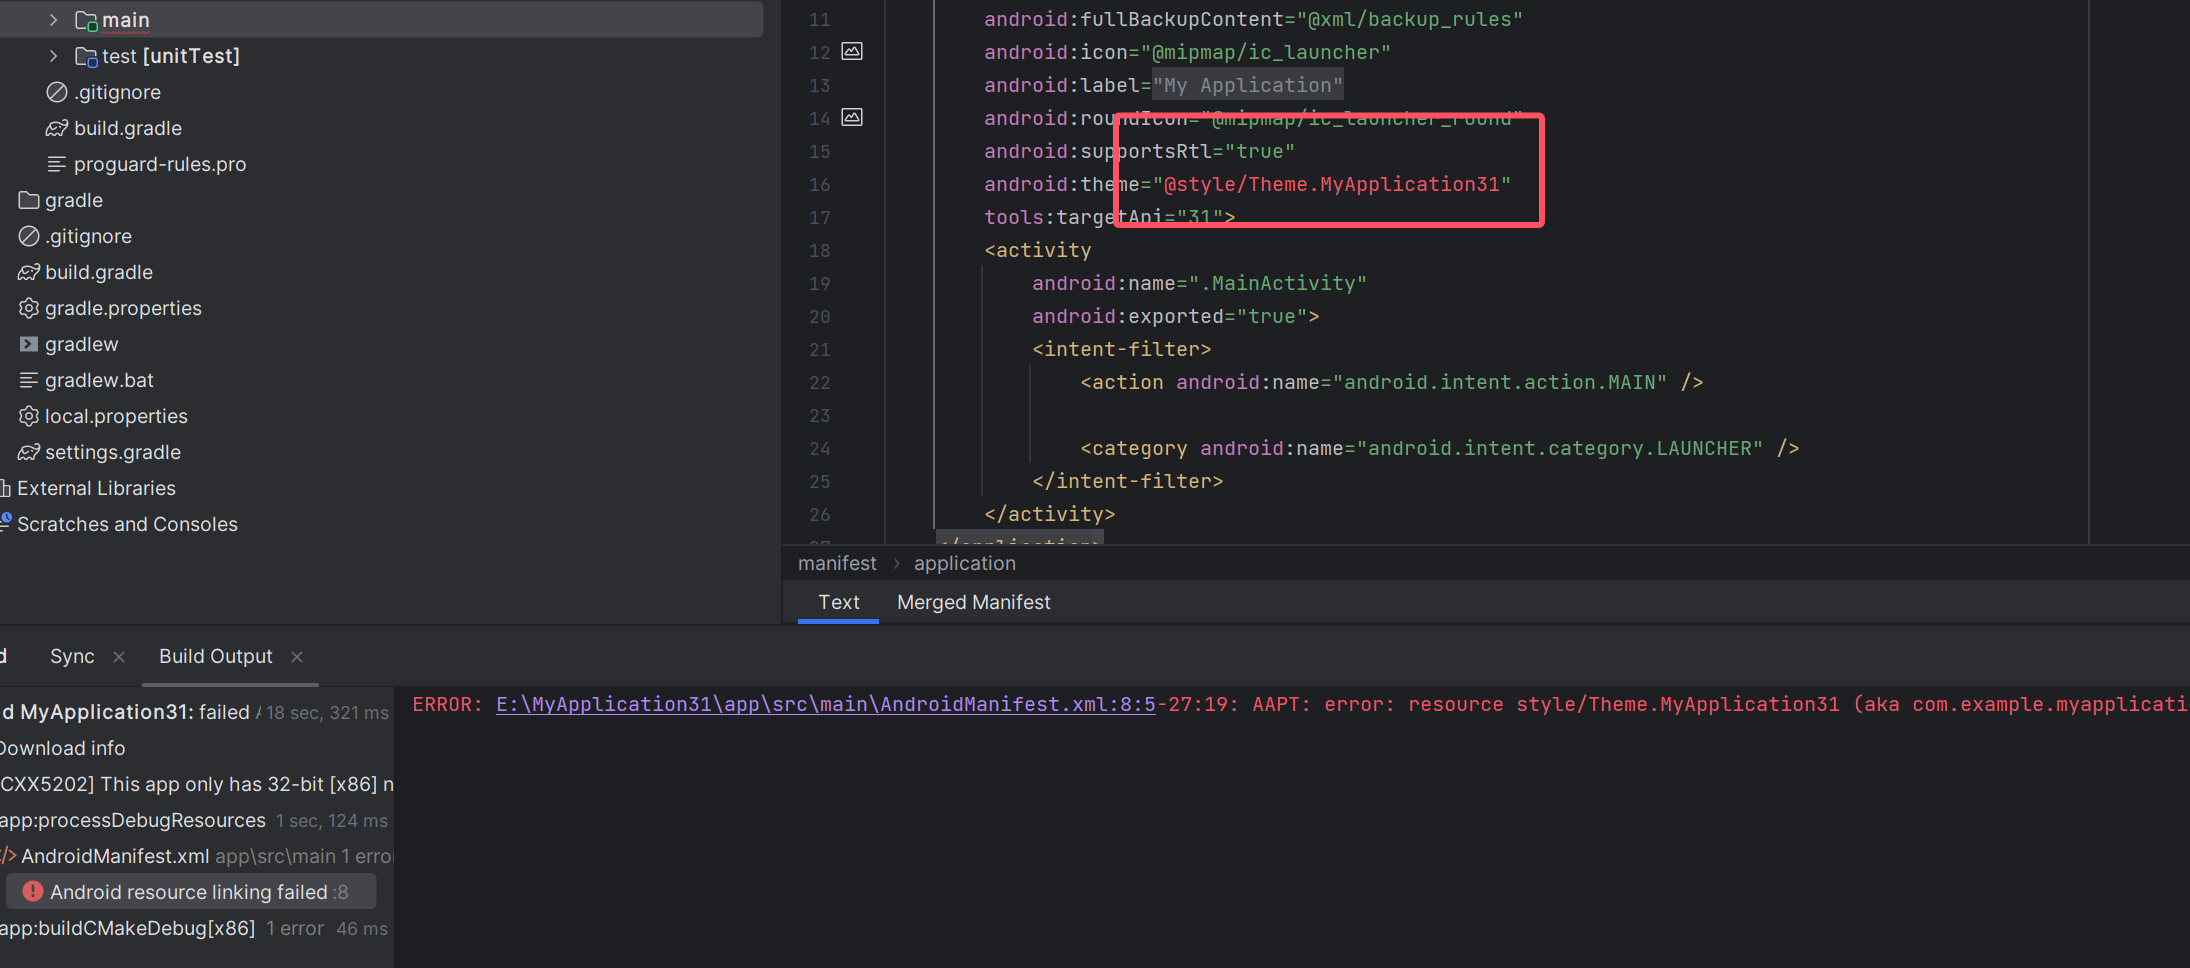 main
test [unitTest]
.gitignore
build.gradle
proguard-rules.pro
gradle
.gitignore
build.gradle
gradle.properties
gradlew
gradlew.bat
local.properties
settings.gradle
External Libraries
Scratches and Consoles
11 android:fullBackupContent="@xml/backup_rules"
12 android:icon="@mipmap/ic_launcher"
13 android:label="My Application"
14 android:roundIcon="@mipmap/ic_launcher_round"
15 android:supportsRtl="true"
16 android:theme="@style/Theme.MyApplication31"
17 tools:targetApi="31">
18 <activity
19 android:name=".MainActivity"
20 android:exported="true">
21 <intent-filter>
22 <action android:name="android.intent.action.MAIN" />
23
24 <category android:name="android.intent.category.LAUNCHER" />
25 </intent-filter>
26 </activity>
27 </application>
manifest › application
Text Merged Manifest
d Sync × Build Output ×
d MyApplication31: failed 18 sec, 321 ms
Download info
CXX5202] This app only has 32-bit [x86] n
app:processDebugResources 1 sec, 124 ms
AndroidManifest.xml app\src\main 1 erro
Android resource linking failed :8
app:buildCMakeDebug[x86] 1 error 46 ms
ERROR: E:\MyApplication31\app\src\main\AndroidManifest.xml:8:5-27:19: AAPT: error: resource style/Theme.MyApplication31 (aka com.example.myapplicati